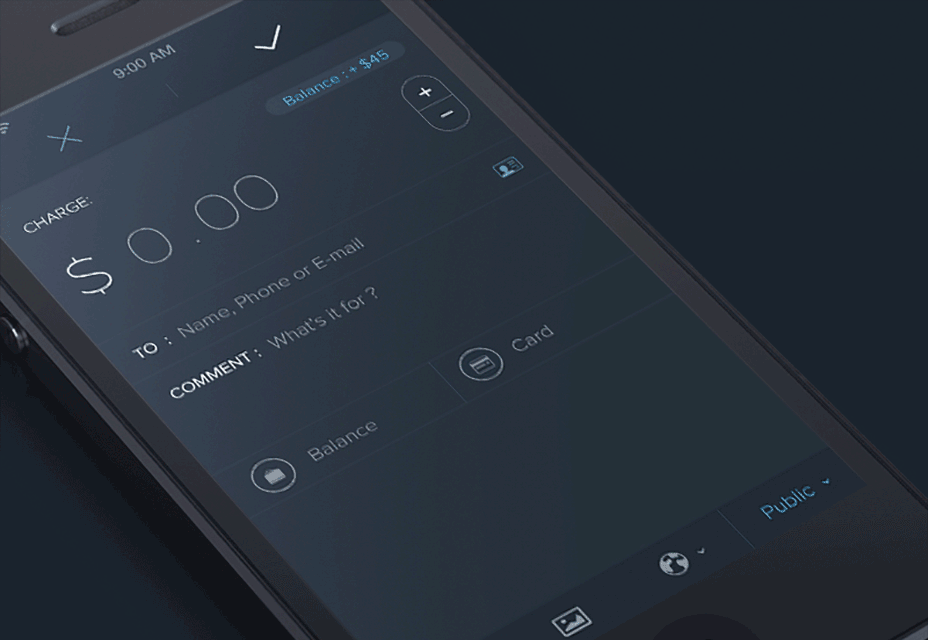 9:00 AM
Balance : + $45
CHARGE:
$ 0.00
TO : Name, Phone or E-mail
COMMENT : What's it for ?
Balance
Card
Public